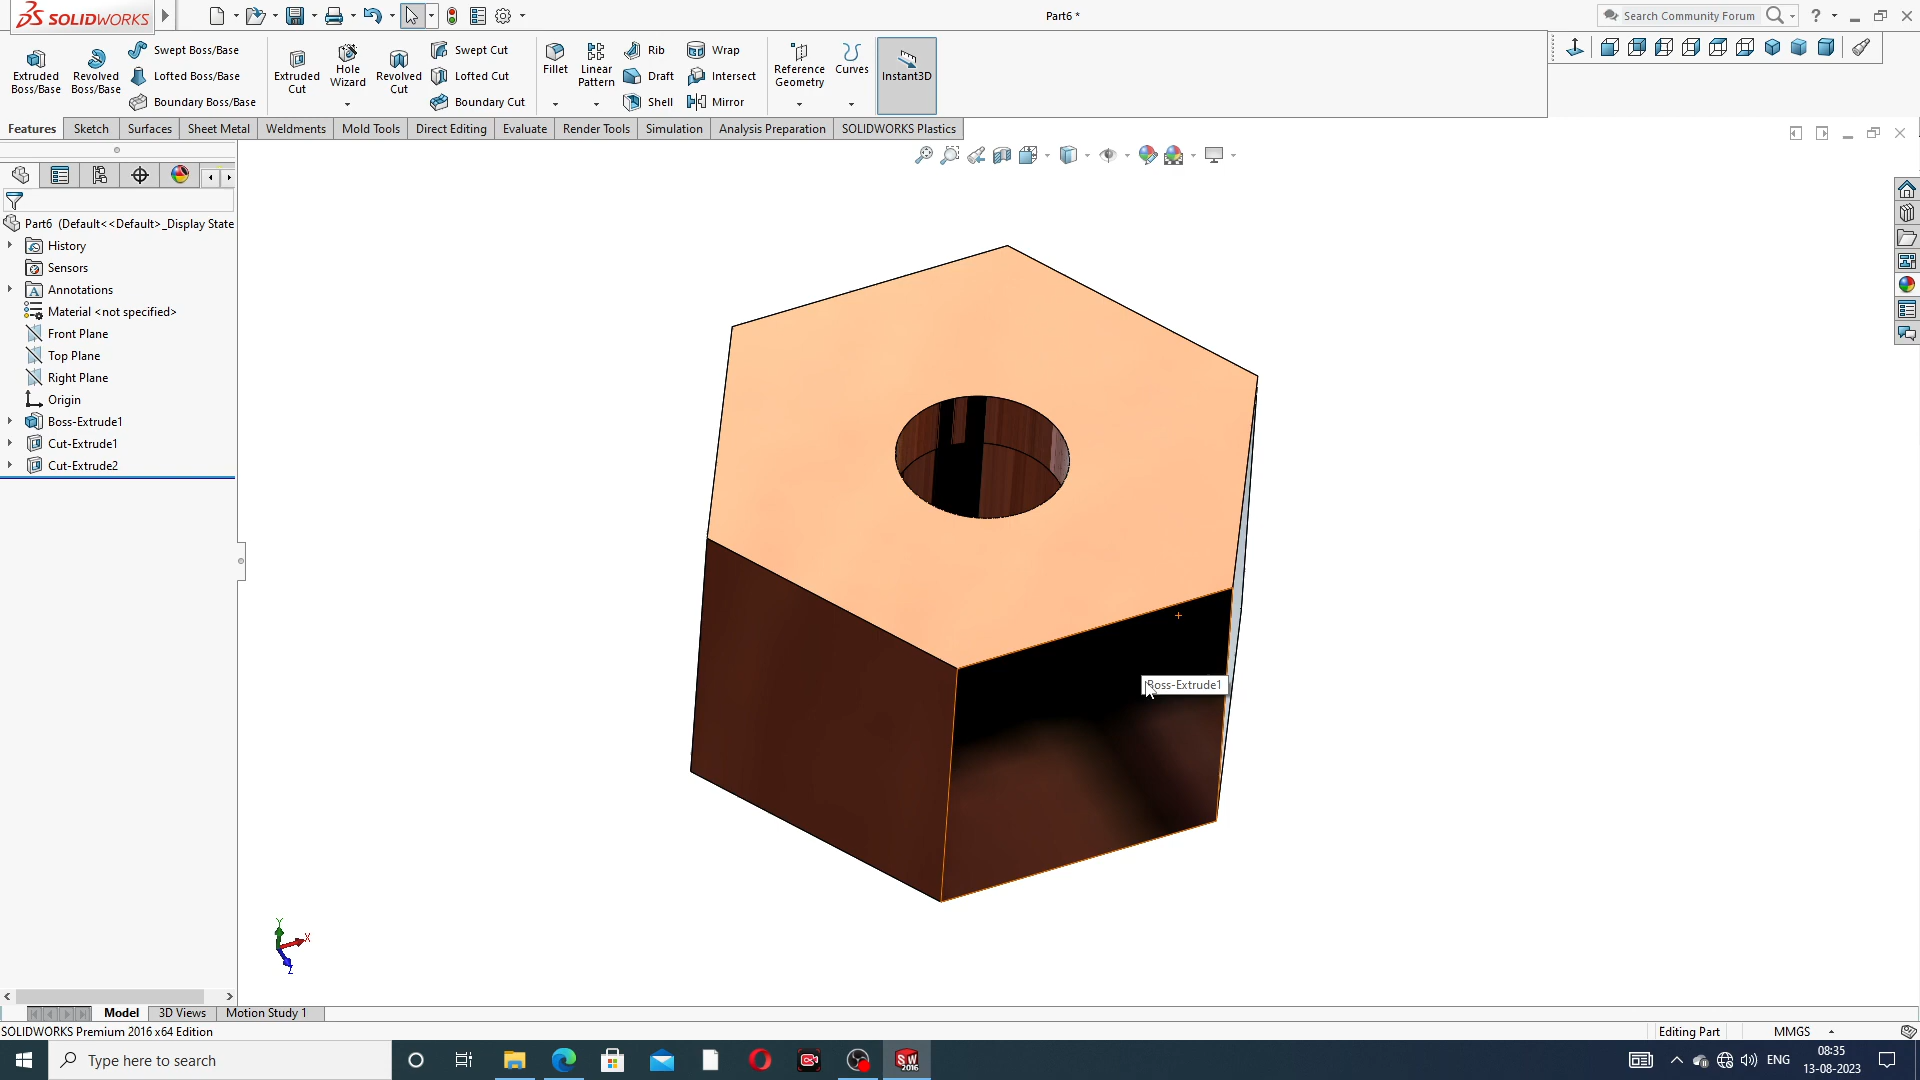 SOLIDWORKS
Part6 *
Search Community Forum
Extruded Boss/Base
Revolved Boss/Base
Swept Boss/Base
Lofted Boss/Base
Boundary Boss/Base
Extruded Cut
Hole Wizard
Revolved Cut
Swept Cut
Lofted Cut
Boundary Cut
Fillet
Linear Pattern
Rib
Draft
Shell
Wrap
Intersect
Mirror
Reference Geometry
Curves
Instant3D
Features
Sketch
Surfaces
Sheet Metal
Weldments
Mold Tools
Direct Editing
Evaluate
Render Tools
Simulation
Analysis Preparation
SOLIDWORKS Plastics
Part6 (Default<<Default>_Display State
History
Sensors
Annotations
Material <not specified>
Front Plane
Top Plane
Right Plane
Origin
Boss-Extrude1
Cut-Extrude1
Cut-Extrude2
Boss-Extrude1
Y
X
Z
Model
3D Views
Motion Study 1
SOLIDWORKS Premium 2016 x64 Edition
Editing Part
MMGS
Type here to search
SW
2016
ENG
08:35
13-08-2023